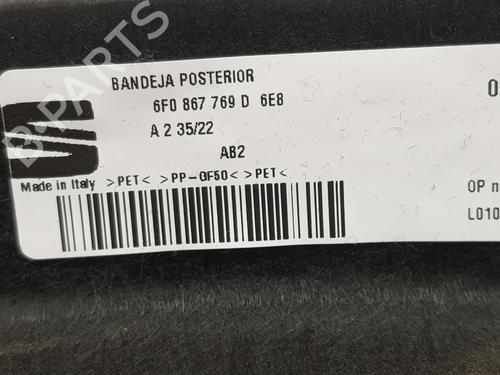 BANDEJA POSTERIOR
6F0 867 769 D 6E8
A 2 35/22
AB2
Made in Italy >PET< >PP-GF50< >PET<
OP n
L010
B-PARTS